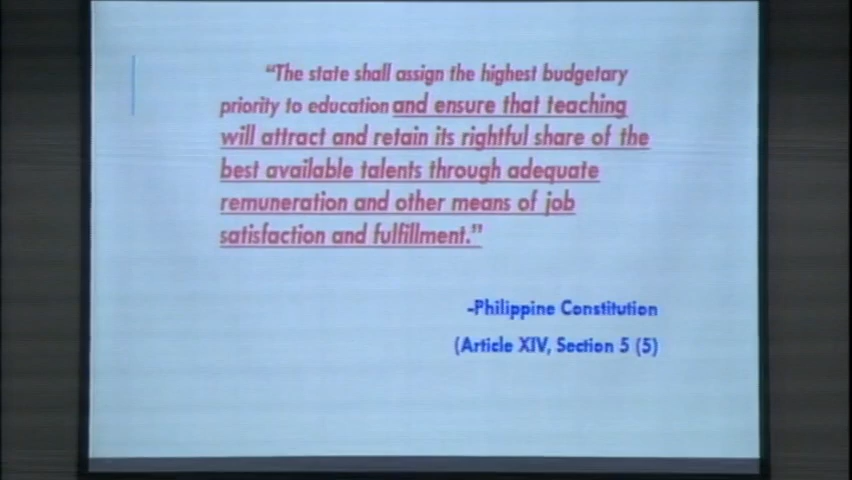 “The state shall assign the highest budgetary
priority to education and ensure that teaching
will attract and retain its rightful share of the
best available talents through adequate
remuneration and other means of job
satisfaction and fulfillment.”
-Philippine Constitution
(Article XIV, Section 5 (5)